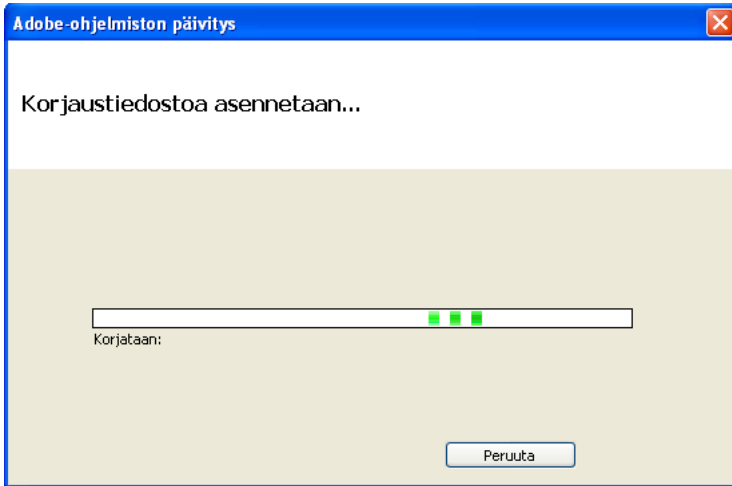 Adobe-ohjelmiston päivitys
Korjaustiedostoa asennetaan...
Korjataan:
Peruuta